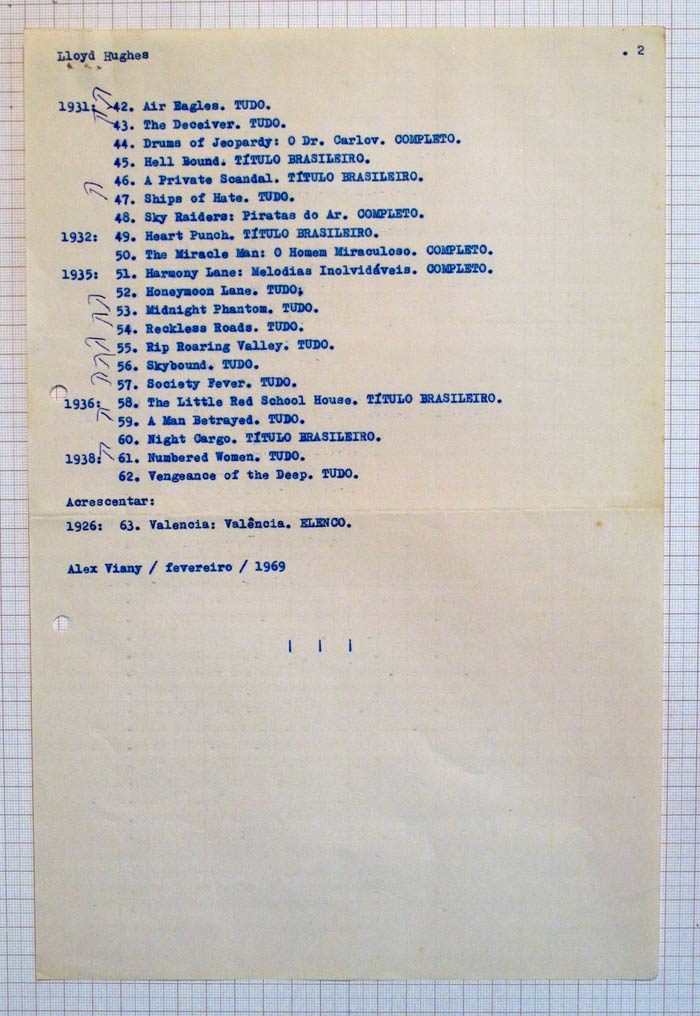 Lloyd Hughes . 2
1931: 42. Air Eagles. TUDO.
43. The Deceiver. TUDO.
44. Drums of Jeopardy: O Dr. Carlov. COMPLETO.
45. Hell Bound. TÍTULO BRASILEIRO.
46. A Private Scandal. TÍTULO BRASILEIRO.
47. Ships of Hate. TUDO.
48. Sky Raiders: Piratas do Ar. COMPLETO.
1932: 49. Heart Punch. TÍTULO BRASILEIRO.
50. The Miracle Man: O Homem Miraculoso. COMPLETO.
1935: 51. Harmony Lane: Melodias Inolvidáveis. COMPLETO.
52. Honeymoon Lane. TUDO;
53. Midnight Phantom. TUDO.
54. Reckless Roads. TUDO.
55. Rip Roaring Valley. TUDO.
56. Skybound. TUDO.
57. Society Fever. TUDO.
1936: 58. The Little Red School House. TÍTULO BRASILEIRO.
59. A Man Betrayed. TUDO.
60. Night Cargo. TÍTULO BRASILEIRO.
1938: 61. Numbered Women. TUDO.
62. Vengeance of the Deep. TUDO.
Acrescentar:
1926: 63. Valencia: Valência. ELENCO.
Alex Viany / fevereiro / 1969